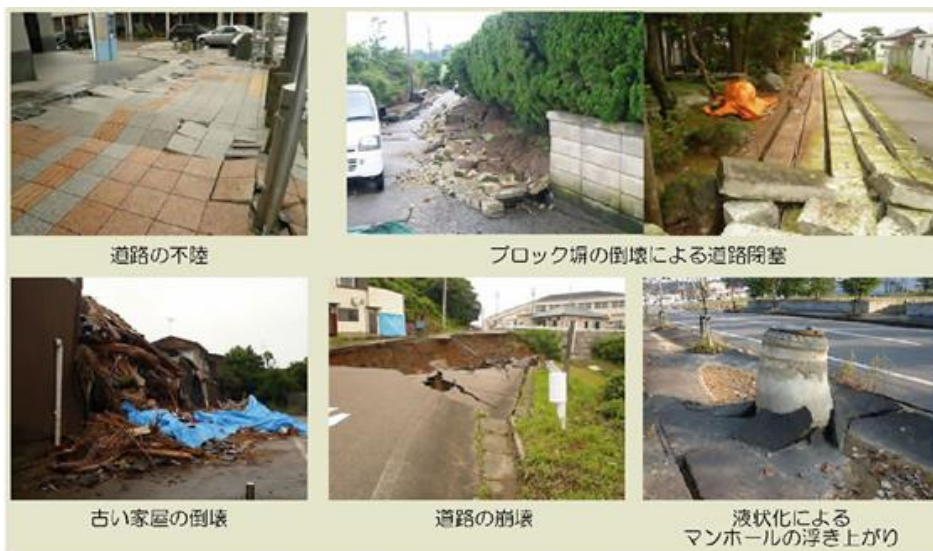 道路の不陸
ブロック塀の倒壊による道路閉塞
古い家屋の倒壊
道路の崩壊
液状化による
マンホールの浮き上がり